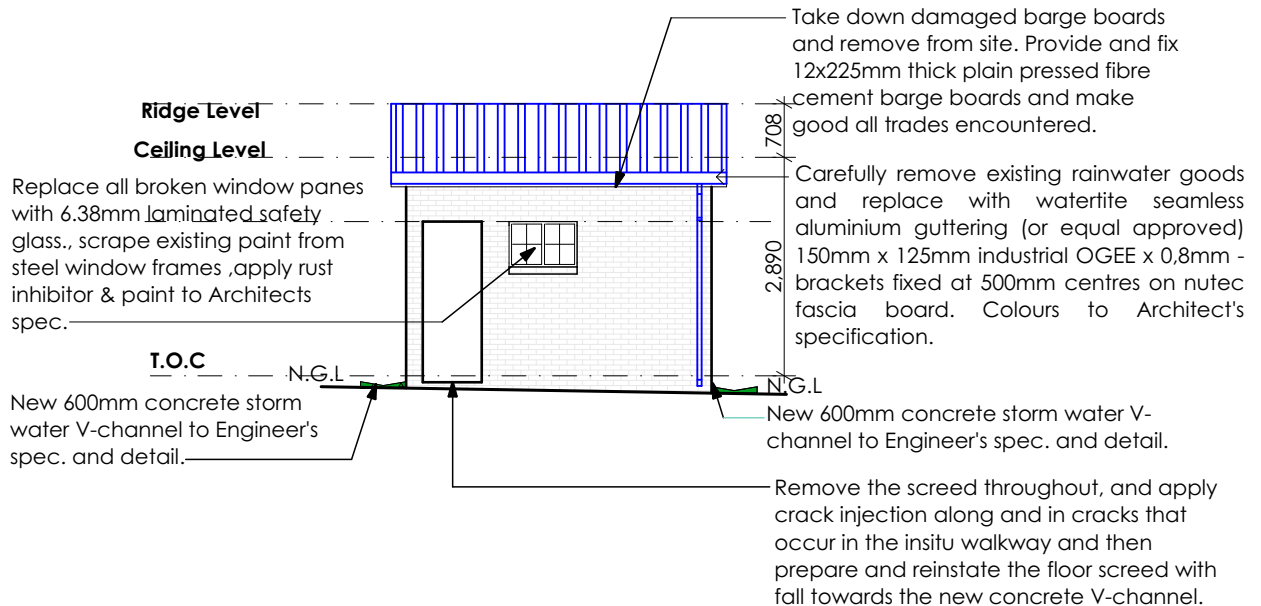 Take down damaged barge boards
and remove from site. Provide and fix
12x225mm thick plain pressed fibre
cement barge boards and make
good all trades encountered.
Ridge Level
708
Ceiling Level
Carefully remove existing rainwater goods
and replace with watertite seamless
aluminium guttering (or equal approved)
150mm x 125mm industrial OGEE x 0,8mm -
brackets fixed at 500mm centres on nutec
fascia board. Colours to Architect's
specification.
Replace all broken window panes
with 6.38mm laminated safety
glass., scrape existing paint from
steel window frames ,apply rust
inhibitor & paint to Architects
spec.
2,890
T.O.C
N.G.L
N.G.L
New 600mm concrete storm
water V-channel to Engineer's
spec. and detail.
New 600mm concrete storm water V-
channel to Engineer's spec. and detail.
Remove the screed throughout, and apply
crack injection along and in cracks that
occur in the insitu walkway and then
prepare and reinstate the floor screed with
fall towards the new concrete V-channel.